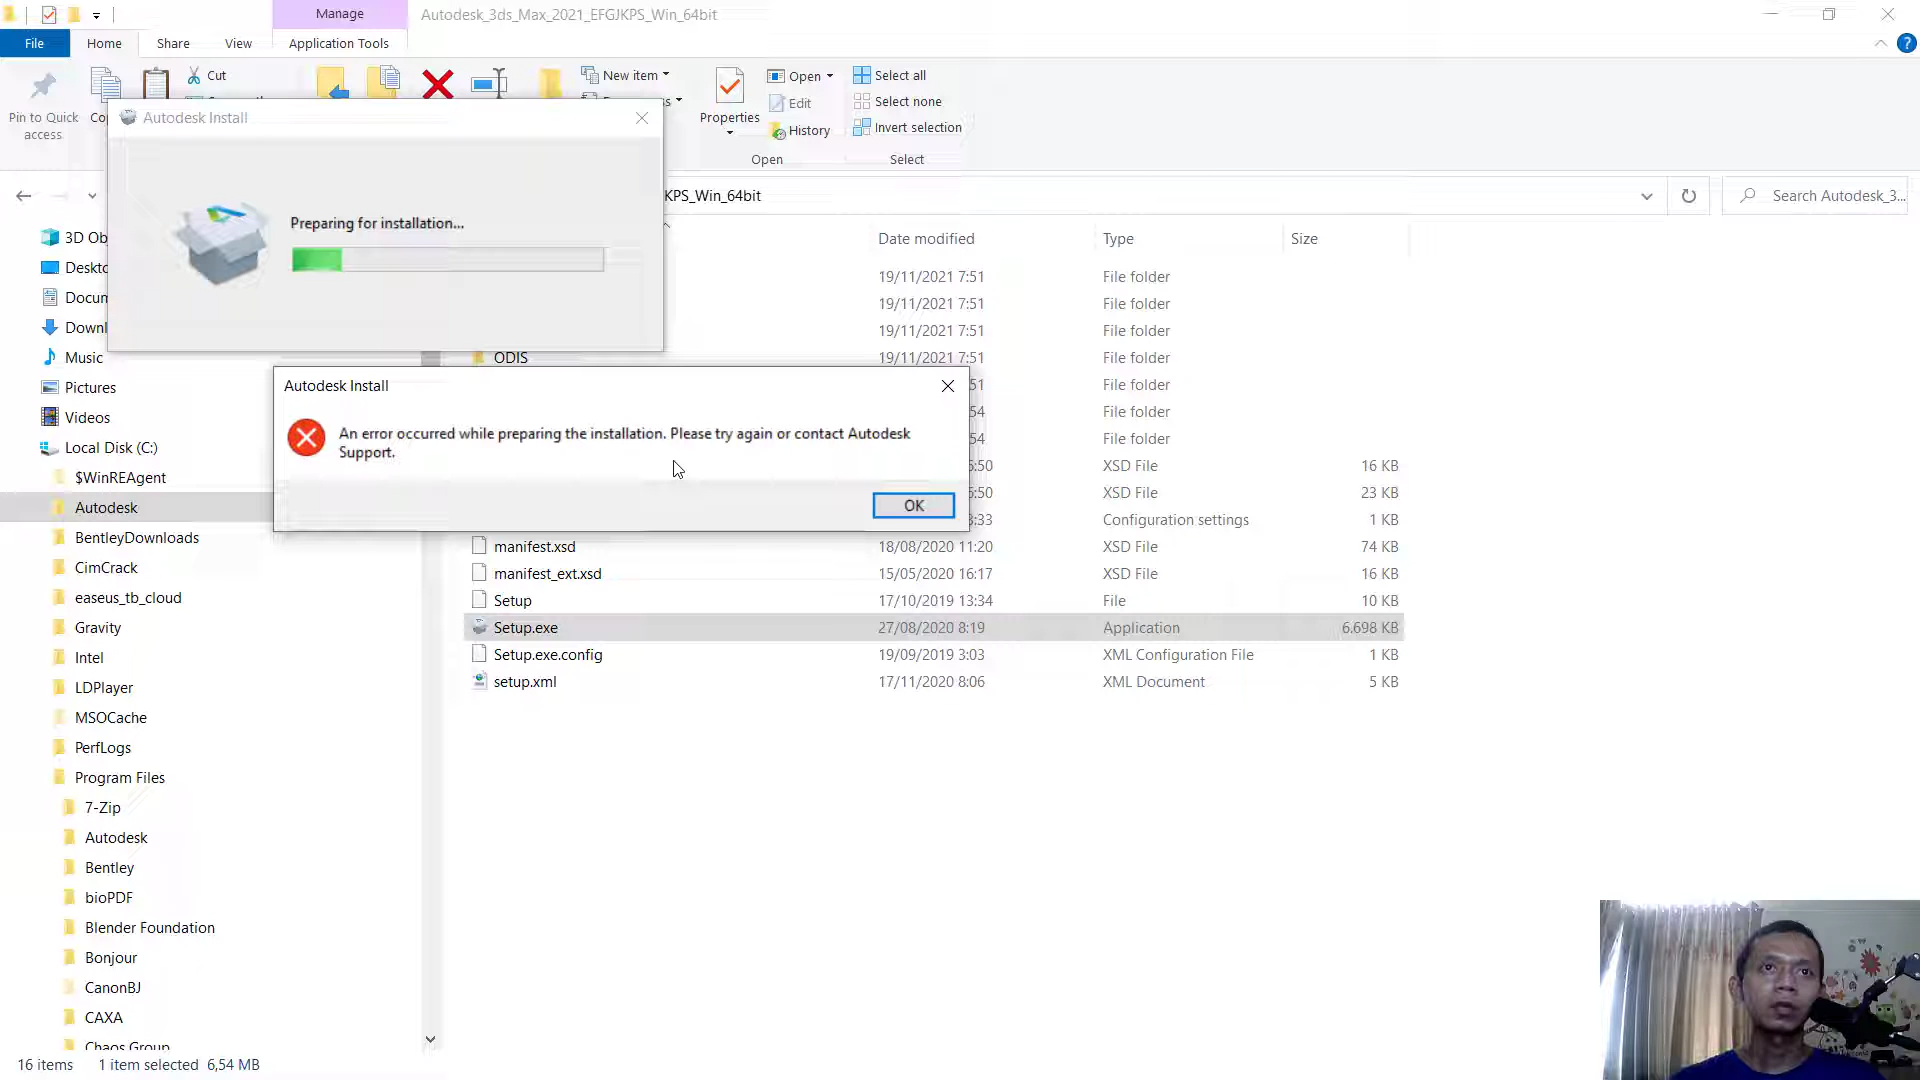 Manage
Autodesk_3ds_Max_2021_EFGJKPS_Win_64bit
File
Home
Share
View
Application Tools
Pin to Quick
access
Cut
New item
Properties
Open
Edit
History
Open
Select all
Select none
Invert selection
Select
Autodesk Install
Preparing for installation...
KPS_Win_64bit
Search Autodesk_3...
Date modified
Type
Size
19/11/2021 7:51
File folder
19/11/2021 7:51
File folder
19/11/2021 7:51
File folder
ODIS
19/11/2021 7:51
File folder
51
File folder
54
File folder
54
File folder
5:50
XSD File
16 KB
5:50
XSD File
23 KB
3:33
Configuration settings
1 KB
manifest.xsd
18/08/2020 11:20
XSD File
74 KB
manifest_ext.xsd
15/05/2020 16:17
XSD File
16 KB
Setup
17/10/2019 13:34
File
10 KB
Setup.exe
27/08/2020 8:19
Application
6.698 KB
Setup.exe.config
19/09/2019 3:03
XML Configuration File
1 KB
setup.xml
17/11/2020 8:06
XML Document
5 KB
Autodesk Install
An error occurred while preparing the installation. Please try again or contact Autodesk
Support.
OK
3D Ob
Deskto
Docum
Downl
Music
Pictures
Videos
Local Disk (C:)
$WinREAgent
Autodesk
BentleyDownloads
CimCrack
easeus_tb_cloud
Gravity
Intel
LDPlayer
MSOCache
PerfLogs
Program Files
7-Zip
Autodesk
Bentley
bioPDF
Blender Foundation
Bonjour
CanonBJ
CAXA
Chaos Group
16 items
1 item selected 6,54 MB